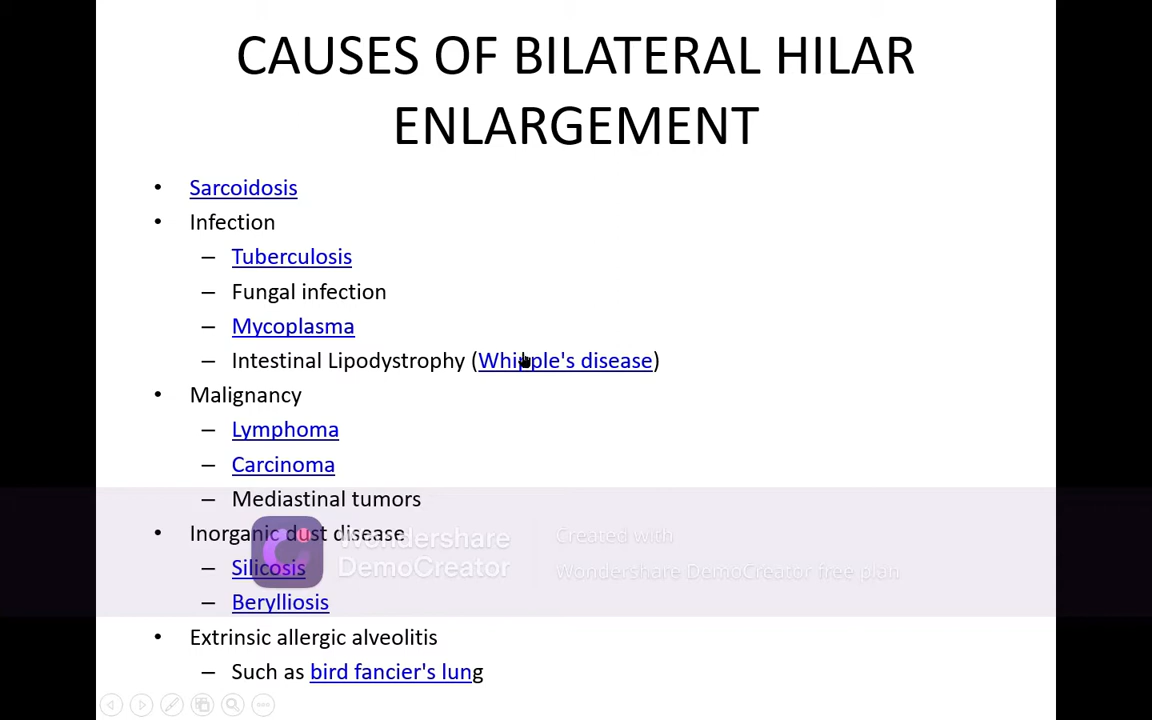 CAUSES OF BILATERAL HILAR
ENLARGEMENT
• Sarcoidosis
• Infection
– Tuberculosis
– Fungal infection
– Mycoplasma
– Intestinal Lipodystrophy (Whipple's disease)
• Malignancy
– Lymphoma
– Carcinoma
– Mediastinal tumors
• Inorganic dust disease
Wondershare
DemoCreator
Created with
Wondershare DemoCreator free plan
– Silicosis
– Berylliosis
• Extrinsic allergic alveolitis
– Such as bird fancier's lung